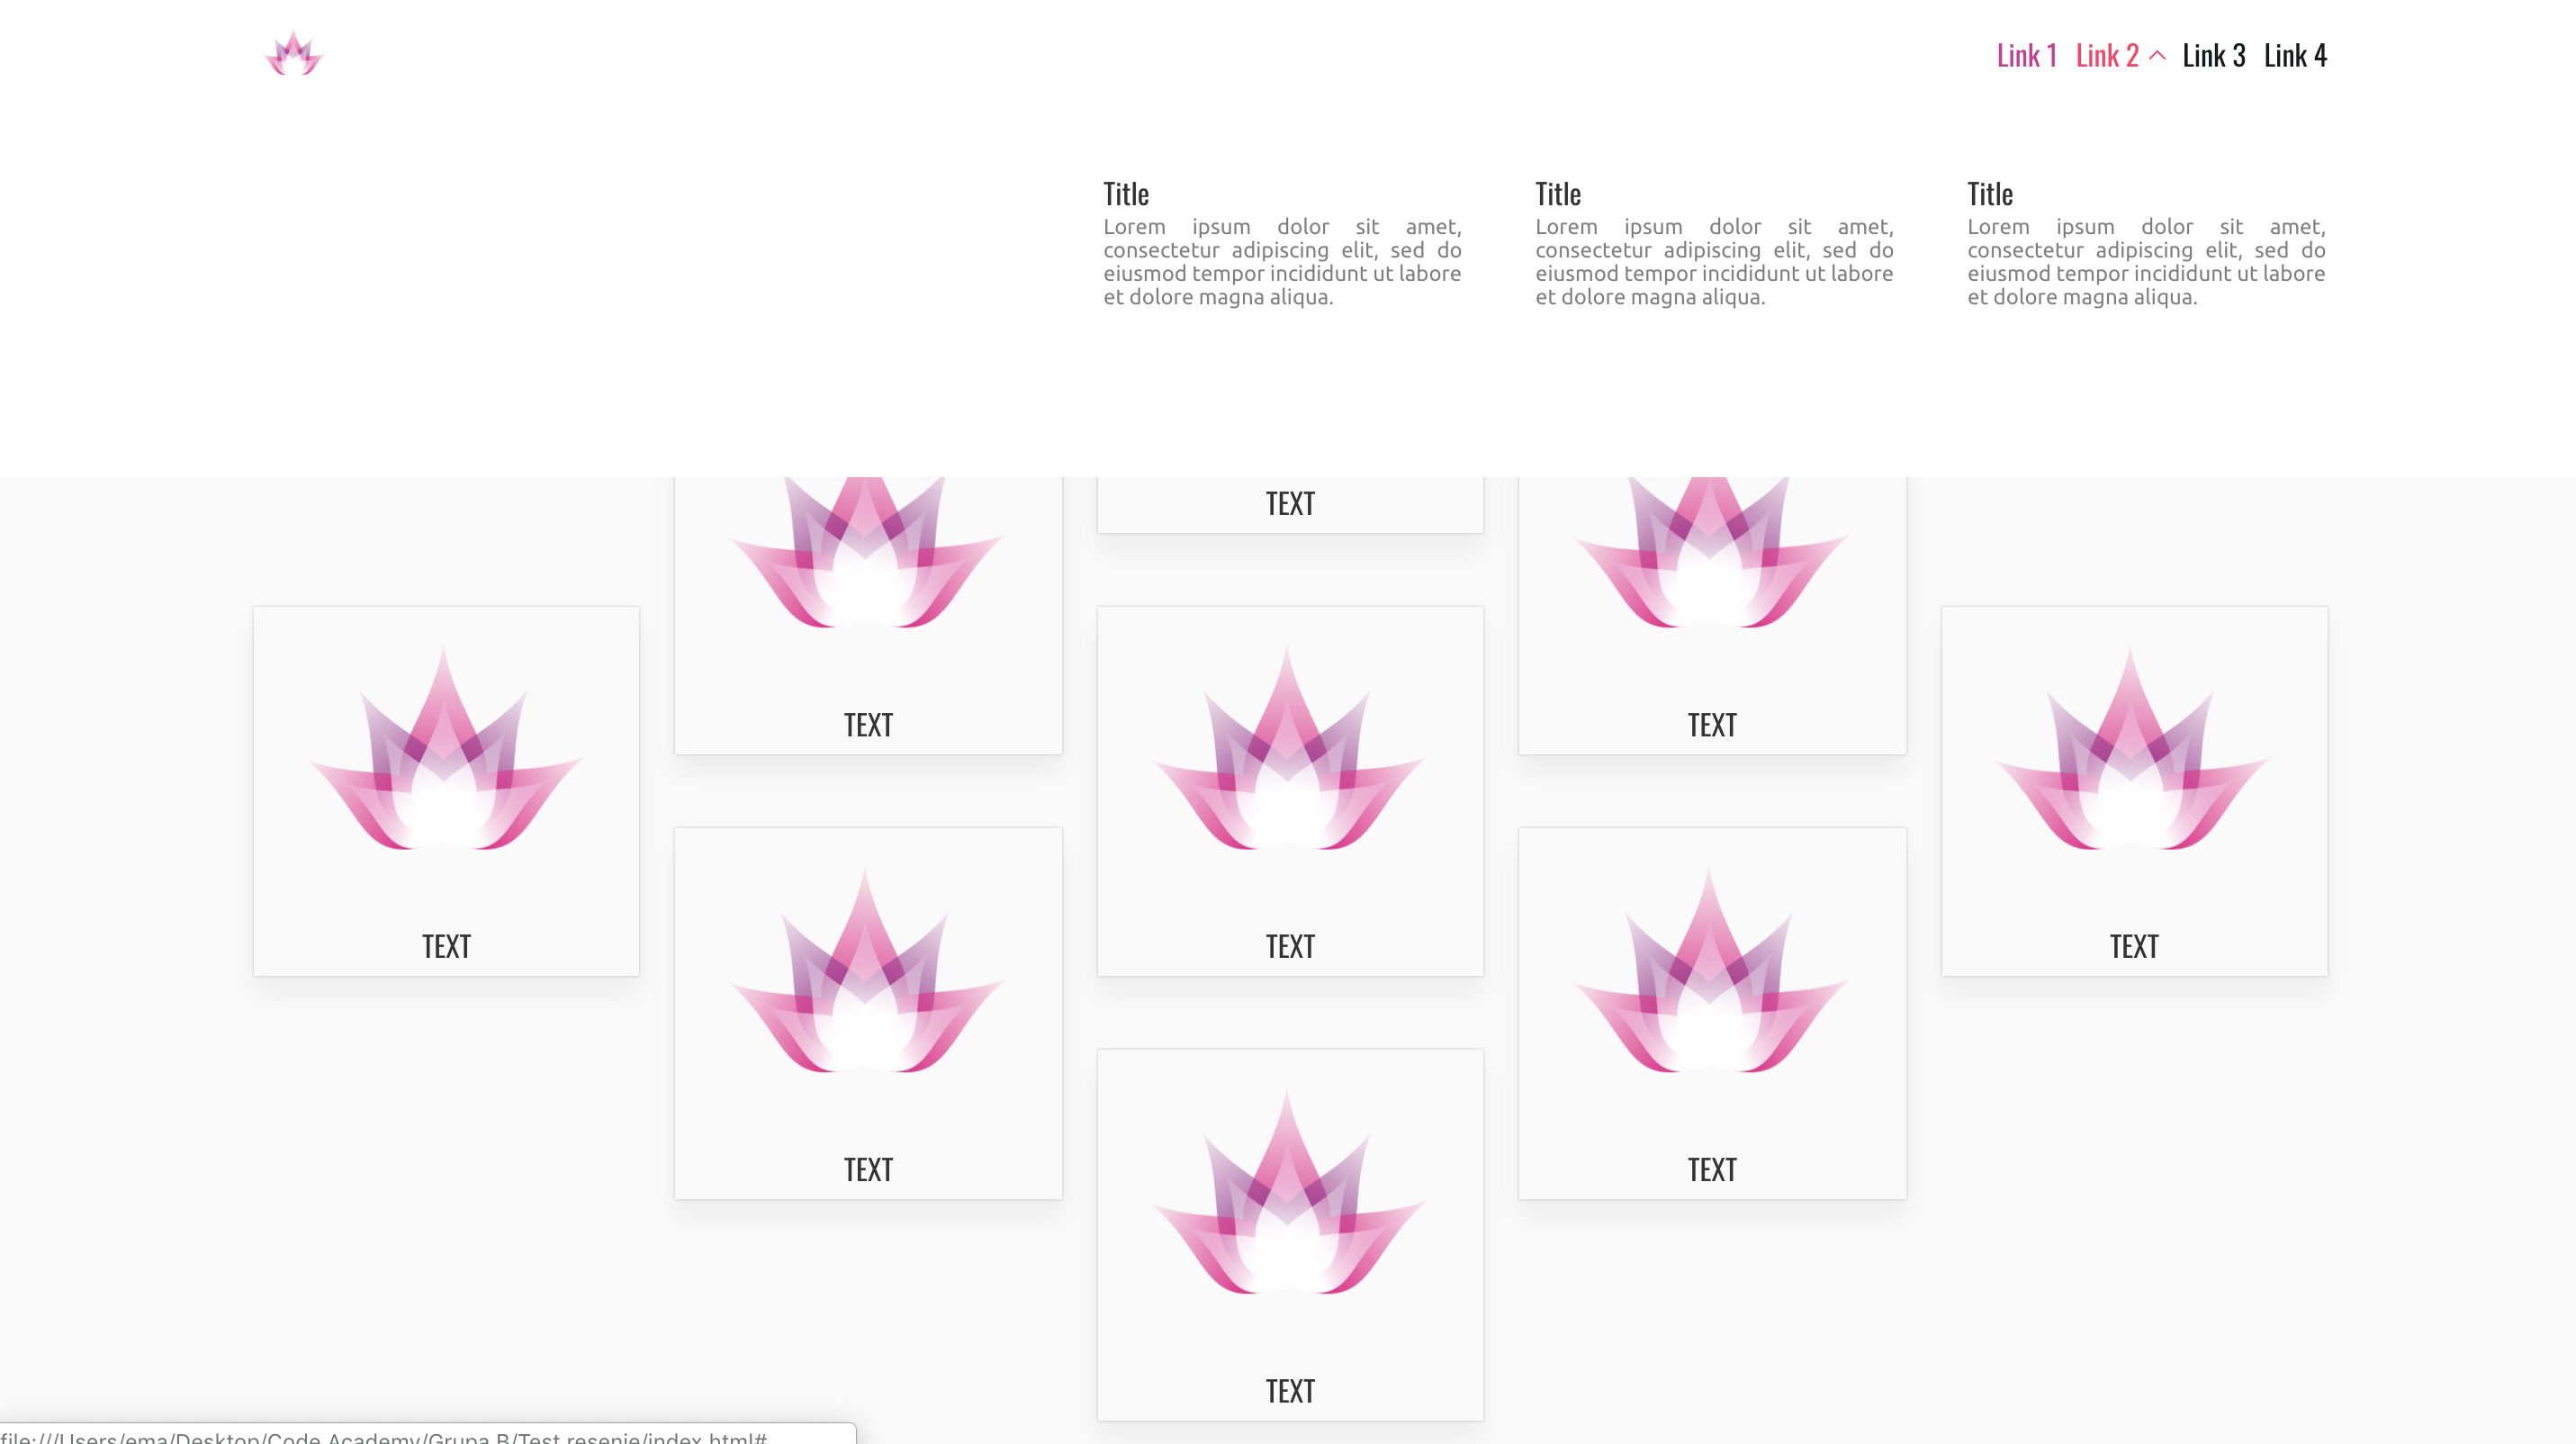 Link 1 Link 2 Link 3 Link 4
Title
Lorem ipsum dolor sit amet,
consectetur adipiscing elit, sed do
eiusmod tempor incididunt ut labore
et dolore magna aliqua.
Title
Lorem ipsum dolor sit amet,
consectetur adipiscing elit, sed do
eiusmod tempor incididunt ut labore
et dolore magna aliqua.
Title
Lorem ipsum dolor sit amet,
consectetur adipiscing elit, sed do
eiusmod tempor incididunt ut labore
et dolore magna aliqua.
TEXT
TEXT
TEXT
TEXT
TEXT
TEXT
TEXT
TEXT
TEXT
file:///Users/ema/Desktop/Code Academy/Grupa B/Test resenie/index.html#